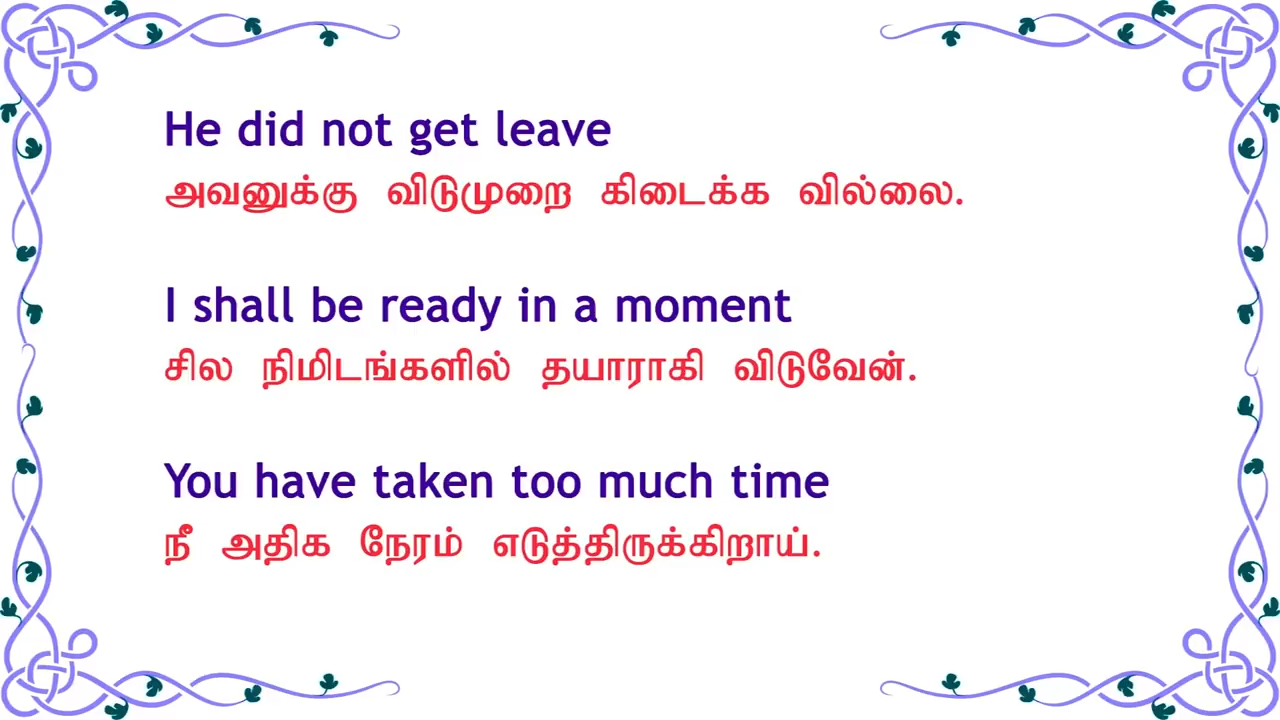 He did not get leave
அவனுக்கு விடுமுறை கிடைக்க வில்லை.
I shall be ready in a moment
சில நிமிடங்களில் தயாராகி விடுவேன்.
You have taken too much time
நீ அதிக நேரம் எடுத்திருக்கிறாய்.